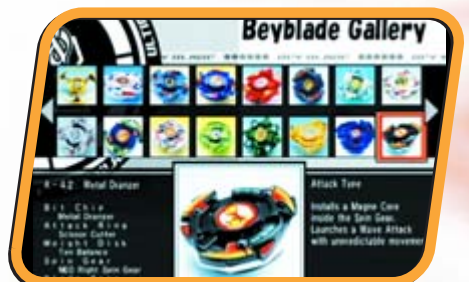 Beyblade Gallery
A-42 Metal Dranzer
Bit Chip
Metal Dranzer
Attack Ring
Scissor Cutter
Weight Disk
Ten Balance
Spin Gear
NEO Right Spin Gear
Attack Type
Installs a Magne Core
inside the Spin Gear.
Launches a Wave Attack
with unpredictable movemen